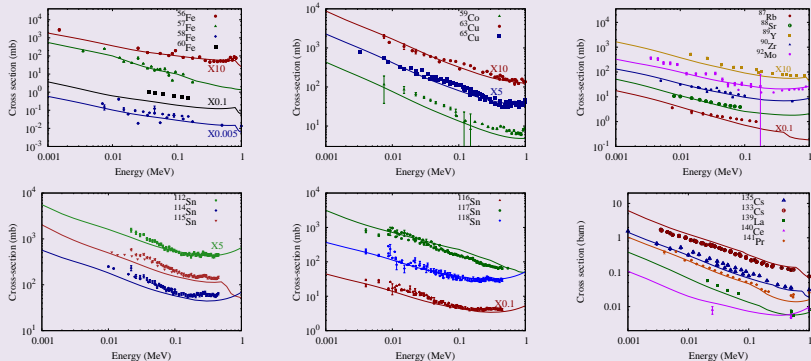 ⁵⁶Fe
⁵⁷Fe
⁵⁸Fe
⁶⁰Fe
X10
X0.1
X0.005
Cross-section (mb)
10⁴
10³
10²
10¹
10⁰
10⁻¹
10⁻²
10⁻³
0.001
0.01
0.1
1
Energy (MeV)
⁵⁹Co
⁶³Cu
⁶⁵Cu
X10
X5
Cross-section (mb)
10⁴
10³
10²
10¹
0.001
0.01
0.1
1
Energy (MeV)
⁸⁷Rb
⁸⁸Sr
⁸⁹Y
⁹⁰Zr
⁹²Mo
X10
X0.1
Cross-section (mb)
10⁴
10³
10²
10¹
10⁰
10⁻¹
0.001
0.01
0.1
1
Energy (MeV)
¹¹²Sn
¹¹⁴Sn
¹¹⁵Sn
X5
Cross-section (mb)
10⁴
10³
10²
10¹
0.001
0.01
0.1
1
Energy (MeV)
¹¹⁶Sn
¹¹⁷Sn
¹¹⁸Sn
X0.1
Cross-section (mb)
10⁴
10³
10²
10¹
10⁰
0.001
0.01
0.1
1
Energy (MeV)
¹³⁵Cs
¹³³Cs
¹³⁹La
¹⁴⁰Ce
¹⁴¹Pr
Cross section (barn)
10
1
0.1
0.01
0.001
0.01
0.1
1
Energy (MeV)